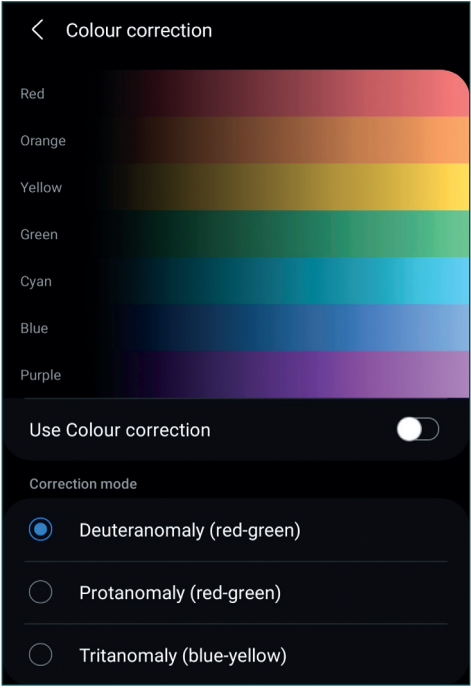 Colour correction
Red
Orange
Yellow
Green
Cyan
Blue
Purple
Use Colour correction
Correction mode
Deuteranomaly (red-green)
Protanomaly (red-green)
Tritanomaly (blue-yellow)